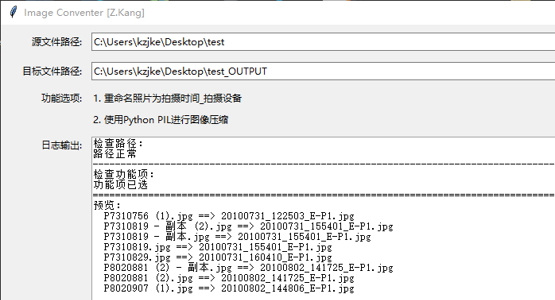 Image Conventer [Z.Kang]
源文件路径: C:\Users\kzjke\Desktop\test
目标文件路径: C:\Users\kzjke\Desktop\test_OUTPUT
功能选项: 1. 重命名照片为拍摄时间_拍摄设备
2. 使用Python PIL进行图像压缩
日志输出: 检查路径:
路径正常
检查功能项:
功能项已选
预览:
P7310756 (1).jpg ==> 20100731_122503_E-P1.jpg
P7310819 - 副本 (2).jpg ==> 20100731_155401_E-P1.jpg
P7310819 - 副本.jpg ==> 20100731_155401_E-P1.jpg
P7310819.jpg ==> 20100731_155401_E-P1.jpg
P7310829.jpg ==> 20100731_160410_E-P1.jpg
P8020881 (2) - 副本.jpg ==> 20100802_141725_E-P1.jpg
P8020881 (2).jpg ==> 20100802_141725_E-P1.jpg
P8020907 (1).jpg ==> 20100802_144806_E-P1.jpg